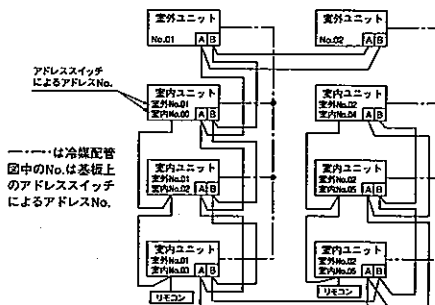 室外ユニット
No.01
A B
室外ユニット
No.02
A B
アドレススイッチ
によるアドレスNo.
室内ユニット
室外No.01
室内No.00
A B
室内ユニット
室外No.02
室内No.04
A B
—・—・は冷媒配管
図中のNo.は基板上
のアドレススイッチ
によるアドレスNo.
室内ユニット
室外No.01
室内No.02
A B
室内ユニット
室外No.02
室内No.05
A B
室内ユニット
室外No.01
室内No.03
A B
室内ユニット
室外No.02
室内No.06
A B
リモコン
リモコン